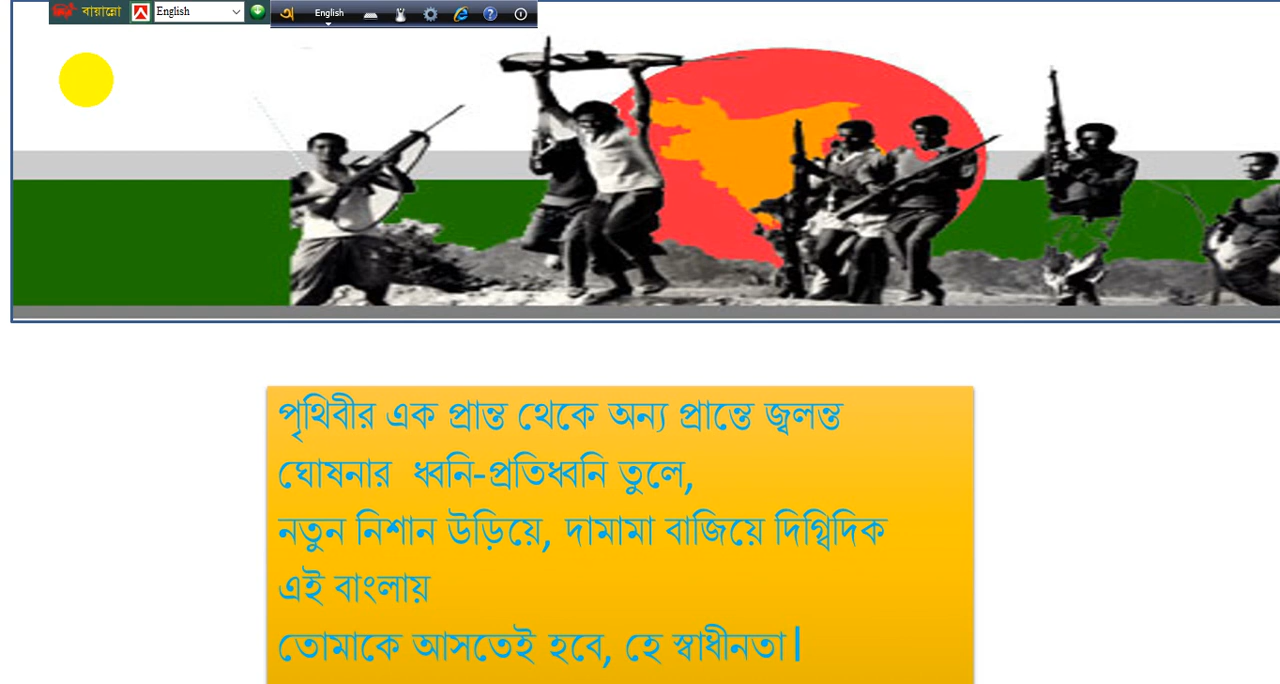 বায়ান্নো English অ English
পৃথিবীর এক প্রান্ত থেকে অন্য প্রান্তে জ্বলন্ত
ঘোষনার ধ্বনি-প্রতিধ্বনি তুলে,
নতুন নিশান উড়িয়ে, দামামা বাজিয়ে দিগ্বিদিক
এই বাংলায়
তোমাকে আসতেই হবে, হে স্বাধীনতা।